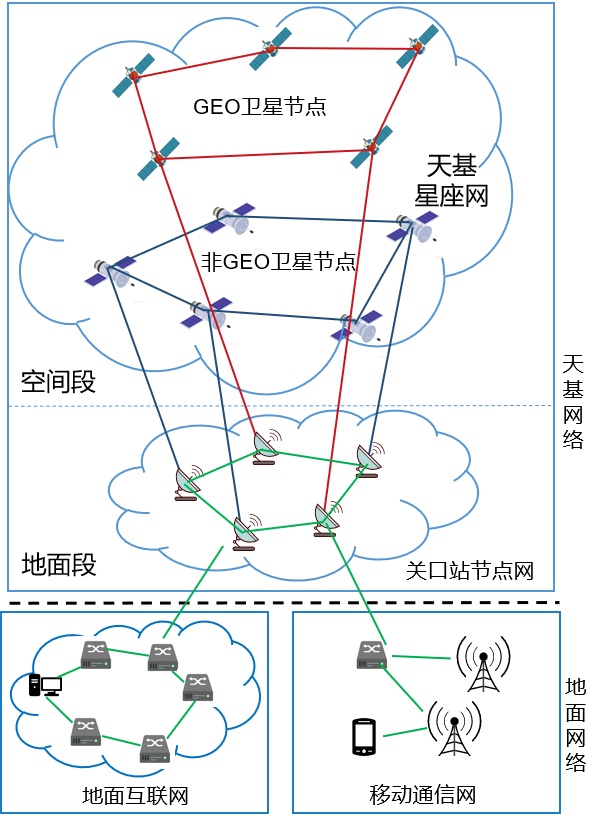 GEO卫星节点
天基
星座网
非GEO卫星节点
空间段
天基网络
地面段
关口站节点网
地面网络
地面互联网
移动通信网